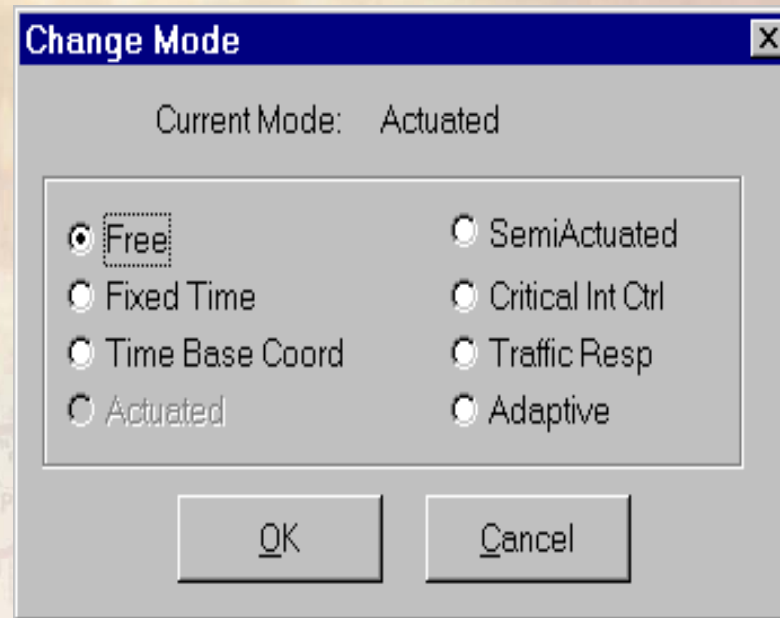 Change Mode
Current Mode: Actuated
Free
Fixed Time
Time Base Coord
Actuated
SemiActuated
Critical Int Ctrl
Traffic Resp
Adaptive
OK
Cancel